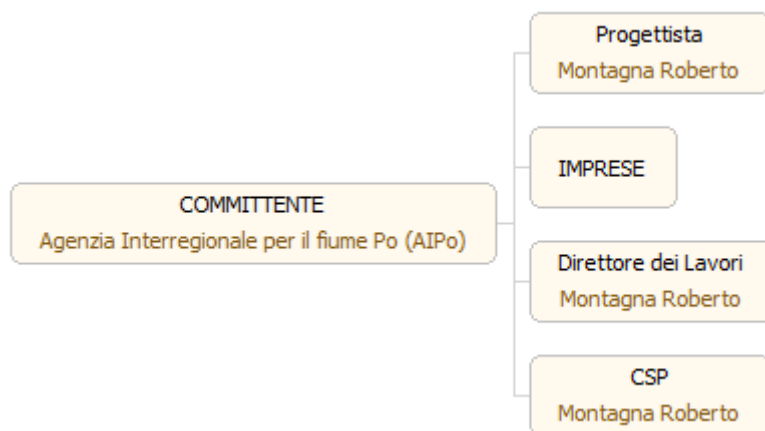 Progettista
Montagna Roberto
IMPRESE
COMMITTENTE
Agenzia Interregionale per il fiume Po (AIPo)
Direttore dei Lavori
Montagna Roberto
CSP
Montagna Roberto